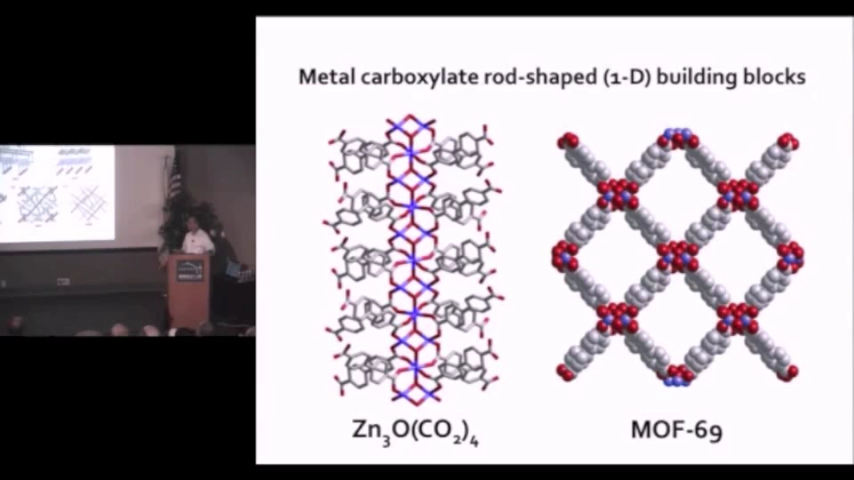 Metal carboxylate rod-shaped (1-D) building blocks
Zn₃O(CO₂)₄
MOF-69